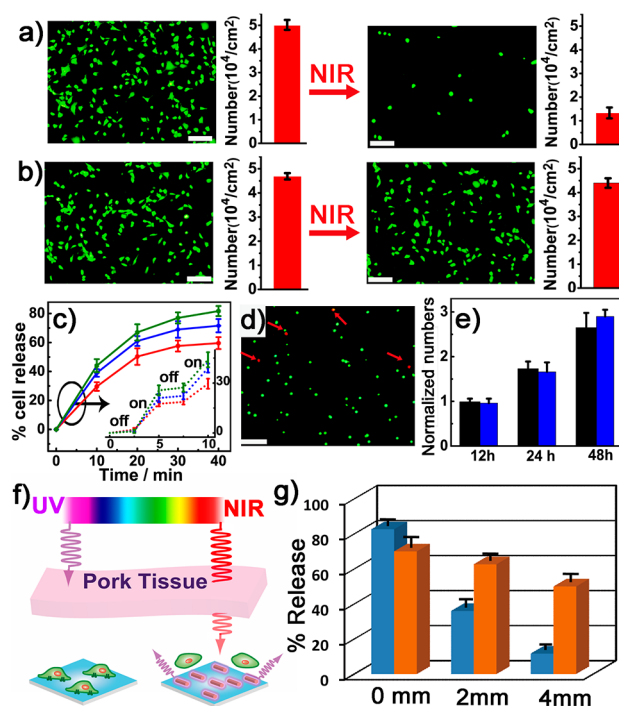 a)
Number(10⁴/cm²)
5
4
3
2
1
0
NIR
Number(10⁴/cm²)
5
4
3
2
1
0
b)
Number(10⁴/cm²)
5
4
3
2
1
0
NIR
Number(10⁴/cm²)
5
4
3
2
1
0
c)
% cell release
80
60
40
20
0
off
on
off
on
30
0
0
5
10
0 10 20 30 40
Time / min
d)
e)
Normalized numbers
3
2
1
0
12h 24 h 48h
f)
UV
NIR
Pork Tissue
g)
% Release
100
80
60
40
20
0
0 mm 2mm 4mm